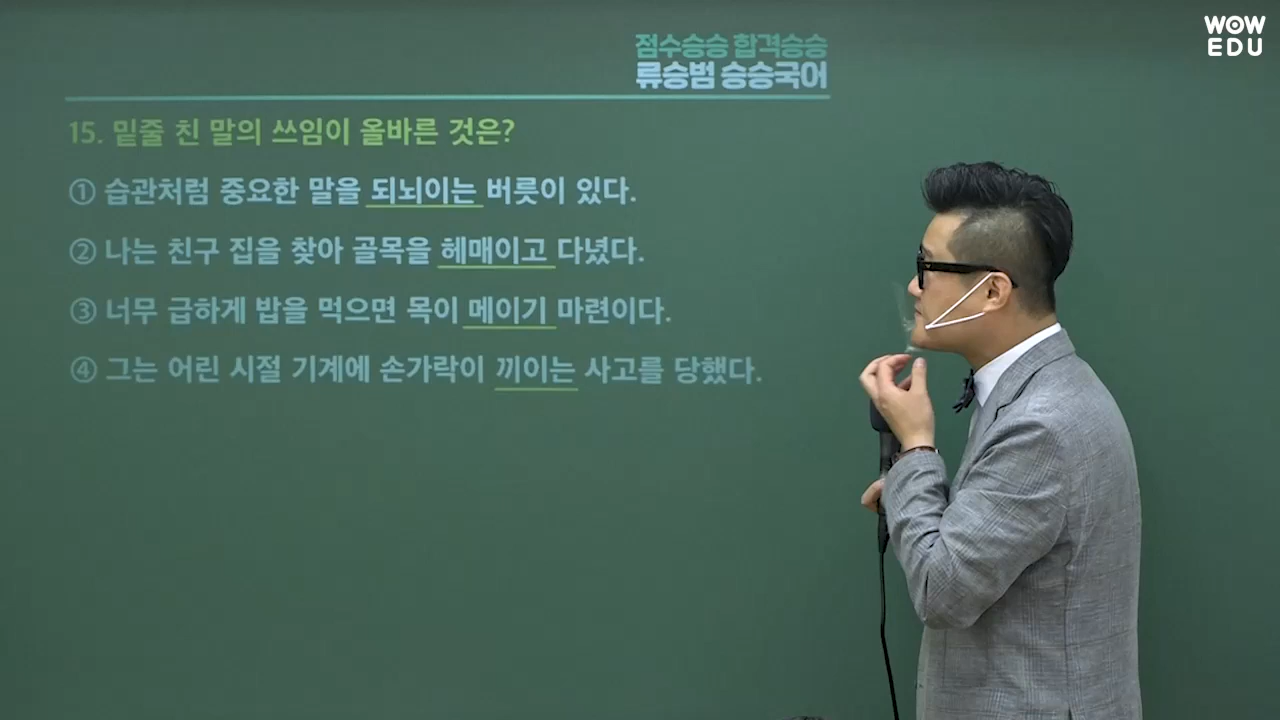 WOW
EDU
점수승승 합격승승
류승범 승승국어
15. 밑줄 친 말의 쓰임이 올바른 것은?
① 습관처럼 중요한 말을 되뇌이는 버릇이 있다.
② 나는 친구 집을 찾아 골목을 헤매이고 다녔다.
③ 너무 급하게 밥을 먹으면 목이 메이기 마련이다.
④ 그는 어린 시절 기계에 손가락이 끼이는 사고를 당했다.